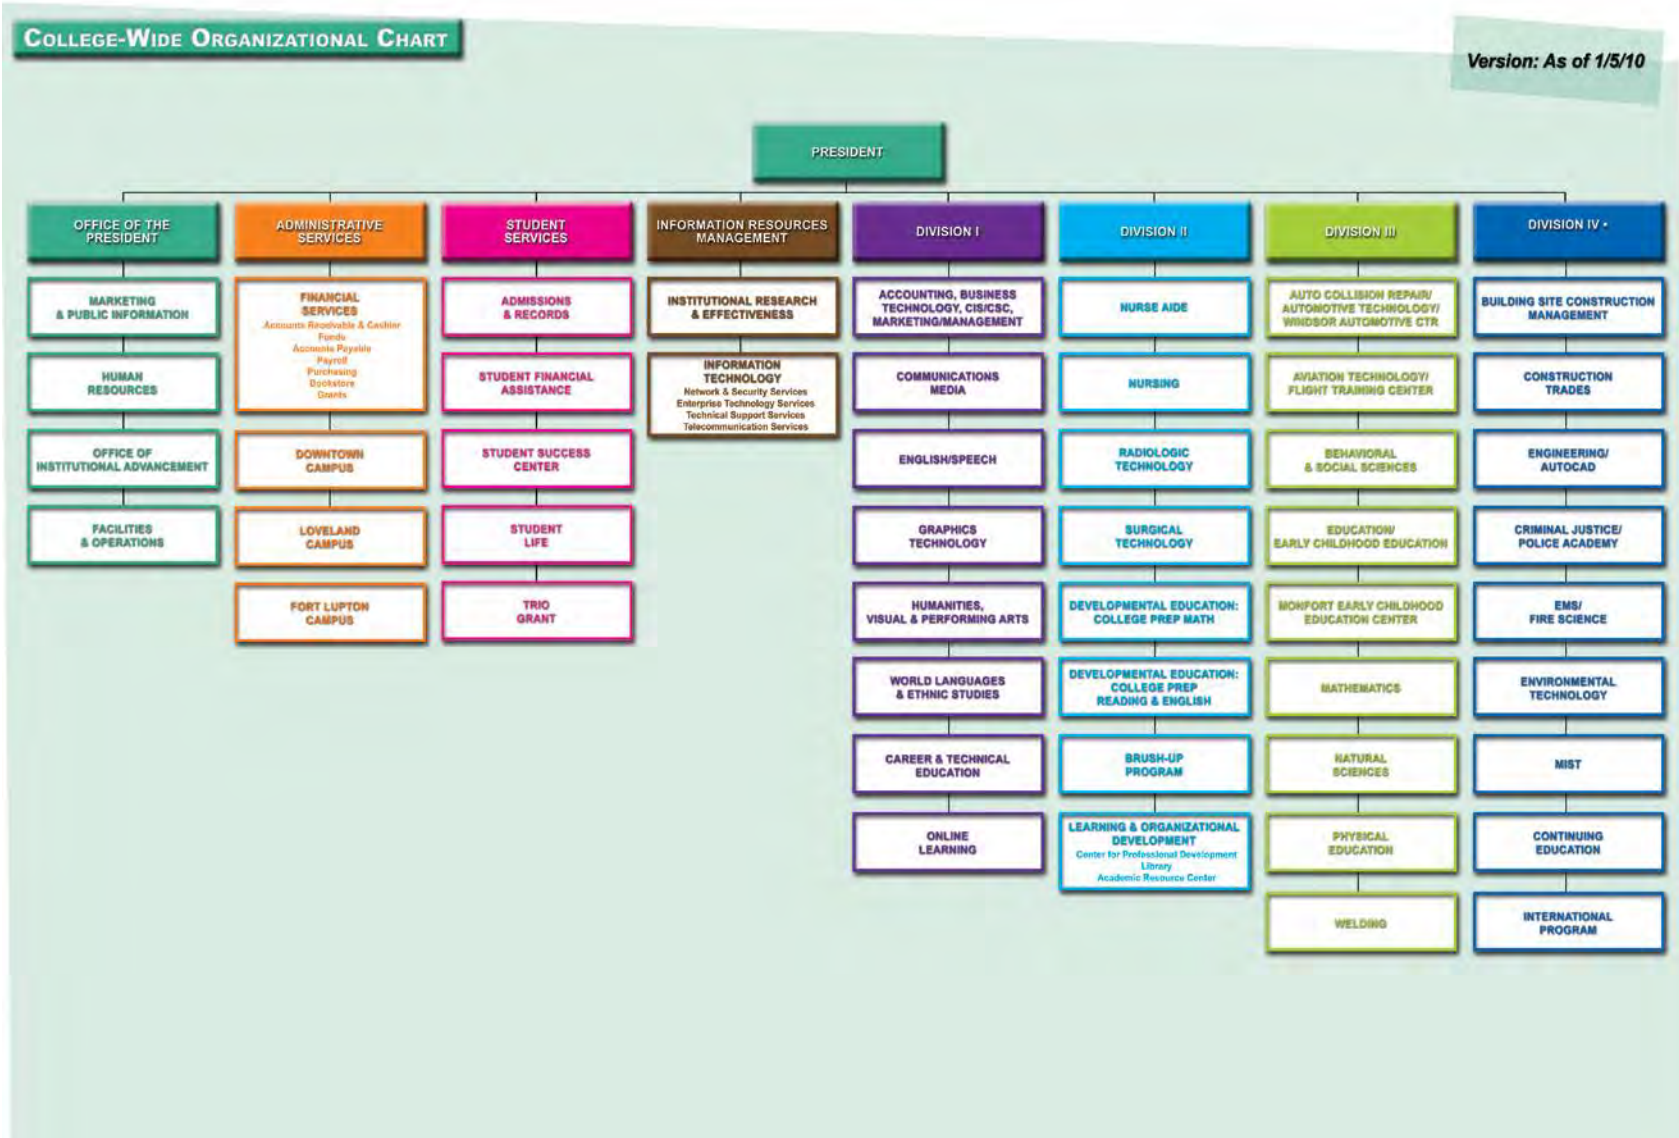 COLLEGE-WIDE ORGANIZATIONAL CHART
Version: As of 1/5/10
PRESIDENT
OFFICE OF THE
PRESIDENT
MARKETING
& PUBLIC INFORMATION
HUMAN
RESOURCES
OFFICE OF
INSTITUTIONAL ADVANCEMENT
FACILITIES
& OPERATIONS
ADMINISTRATIVE
SERVICES
FINANCIAL
SERVICES
Accounts Receivable & Cashier
Funds
Accounts Payable
Payroll
Purchasing
Bookstore
Grants
DOWNTOWN
CAMPUS
LOVELAND
CAMPUS
FORT LUPTON
CAMPUS
STUDENT
SERVICES
ADMISSIONS
& RECORDS
STUDENT FINANCIAL
ASSISTANCE
STUDENT SUCCESS
CENTER
STUDENT
LIFE
TRIO
GRANT
INFORMATION RESOURCES
MANAGEMENT
INSTITUTIONAL RESEARCH
& EFFECTIVENESS
INFORMATION
TECHNOLOGY
Network & Security Services
Enterprise Technology Services
Technical Support Services
Telecommunication Services
DIVISION I
ACCOUNTING, BUSINESS
TECHNOLOGY, CIS/CSC,
MARKETING/MANAGEMENT
COMMUNICATIONS
MEDIA
ENGLISH/SPEECH
GRAPHICS
TECHNOLOGY
HUMANITIES,
VISUAL & PERFORMING ARTS
WORLD LANGUAGES
& ETHNIC STUDIES
CAREER & TECHNICAL
EDUCATION
ONLINE
LEARNING
DIVISION II
NURSE AIDE
NURSING
RADIOLOGIC
TECHNOLOGY
SURGICAL
TECHNOLOGY
DEVELOPMENTAL EDUCATION:
COLLEGE PREP MATH
DEVELOPMENTAL EDUCATION:
COLLEGE PREP
READING & ENGLISH
BRUSH-UP
PROGRAM
LEARNING & ORGANIZATIONAL
DEVELOPMENT
Center for Professional Development
Library
Academic Resource Center
DIVISION III
AUTO COLLISION REPAIR/
AUTOMOTIVE TECHNOLOGY/
WINDSOR AUTOMOTIVE CTR
AVIATION TECHNOLOGY/
FLIGHT TRAINING CENTER
BEHAVIORAL
& SOCIAL SCIENCES
EDUCATION/
EARLY CHILDHOOD EDUCATION
MONFORT EARLY CHILDHOOD
EDUCATION CENTER
MATHEMATICS
NATURAL
SCIENCES
PHYSICAL
EDUCATION
WELDING
DIVISION IV •
BUILDING SITE CONSTRUCTION
MANAGEMENT
CONSTRUCTION
TRADES
ENGINEERING/
AUTOCAD
CRIMINAL JUSTICE/
POLICE ACADEMY
EMS/
FIRE SCIENCE
ENVIRONMENTAL
TECHNOLOGY
MIST
CONTINUING
EDUCATION
INTERNATIONAL
PROGRAM